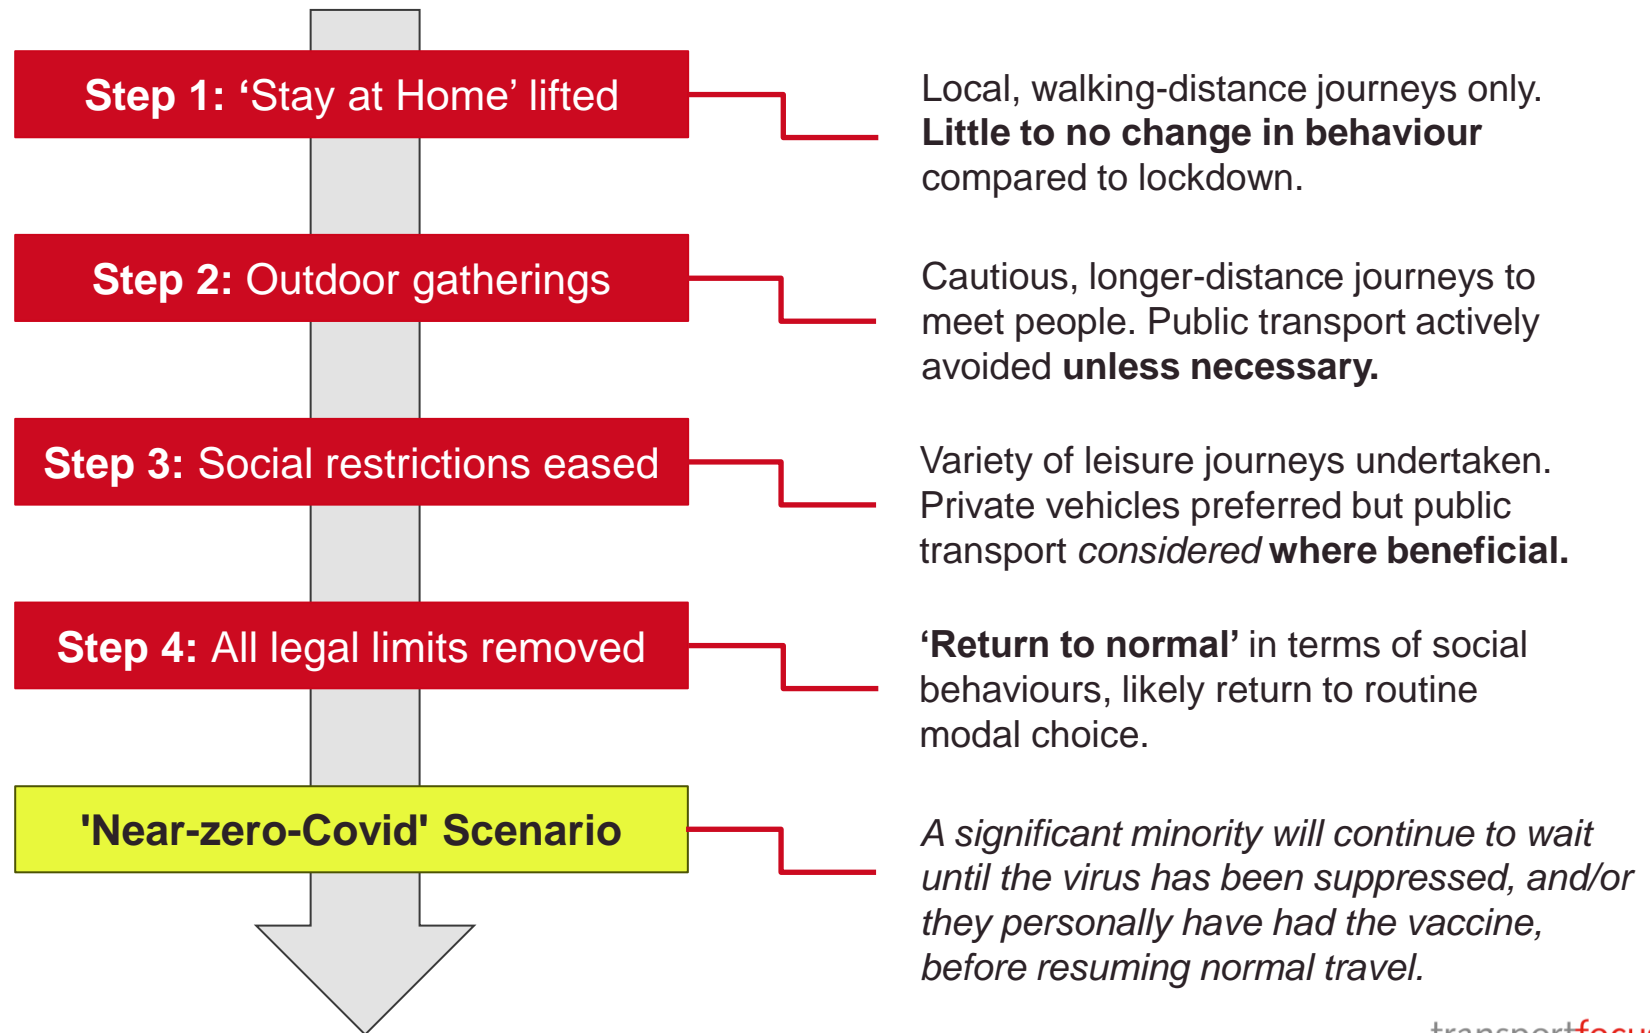 Step 1: ‘Stay at Home’ lifted
Local, walking-distance journeys only.
Little to no change in behaviour
compared to lockdown.
Step 2: Outdoor gatherings
Cautious, longer-distance journeys to
meet people. Public transport actively
avoided unless necessary.
Step 3: Social restrictions eased
Variety of leisure journeys undertaken.
Private vehicles preferred but public
transport considered where beneficial.
Step 4: All legal limits removed
‘Return to normal’ in terms of social
behaviours, likely return to routine
modal choice.
'Near-zero-Covid' Scenario
A significant minority will continue to wait
until the virus has been suppressed, and/or
they personally have had the vaccine,
before resuming normal travel.